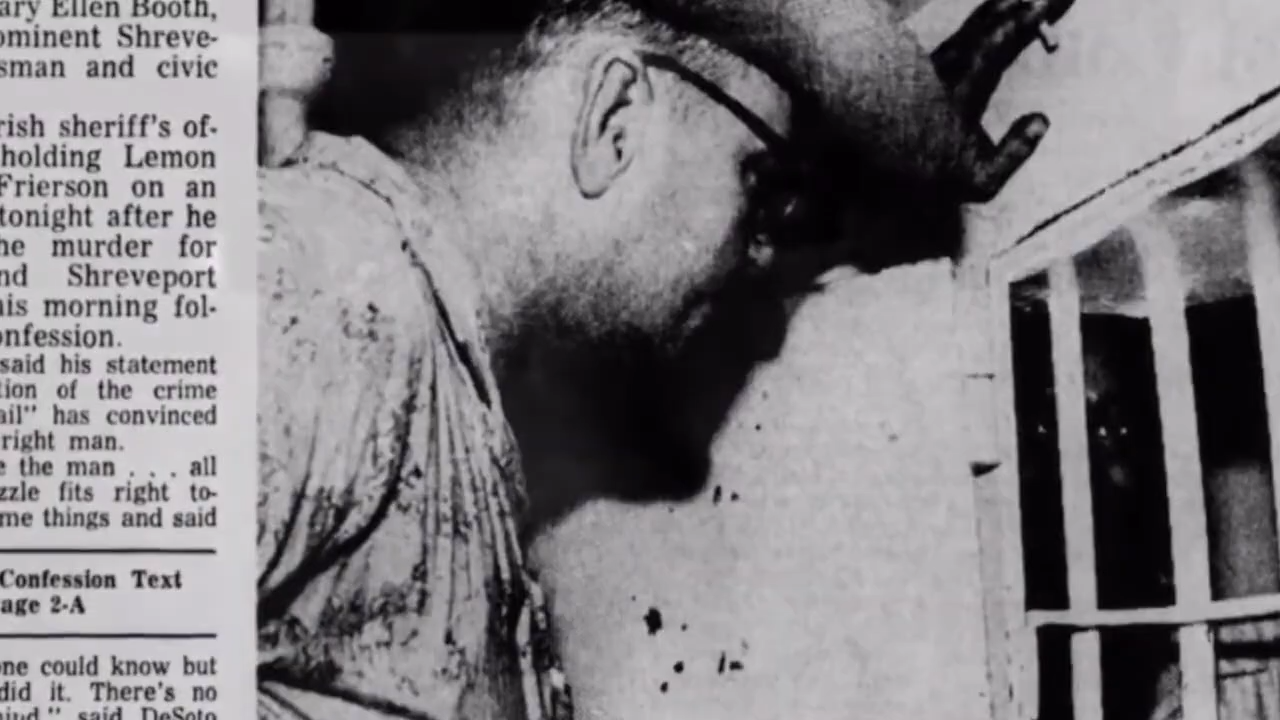 ary Ellen Booth,
ominent Shreve-
sman and civic
rish sheriff's of-
holding Lemon
Frierson on an
tonight after he
he murder for
nd Shreveport
is morning fol-
onfession.
said his statement
tion of the crime
ail" has convinced
right man.
e the man . . . all
zzle fits right to-
me things and said
Confession Text
age 2-A
one could know but
did it. There's no
said DeSoto